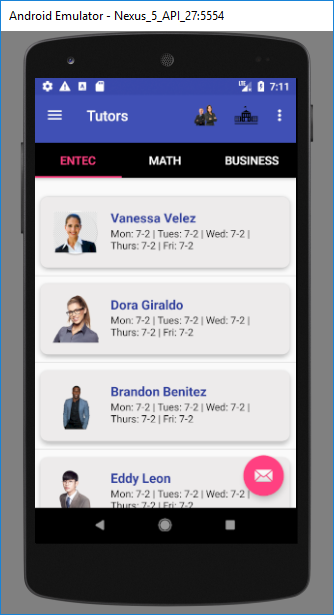 Android Emulator - Nexus_5_API_27:5554
LTE 7:11
Tutors
ENTEC MATH BUSINESS
Vanessa Velez
Mon: 7-2 | Tues: 7-2 | Wed: 7-2 |
Thurs: 7-2 | Fri: 7-2
Dora Giraldo
Mon: 7-2 | Tues: 7-2 | Wed: 7-2 |
Thurs: 7-2 | Fri: 7-2
Brandon Benitez
Mon: 7-2 | Tues: 7-2 | Wed: 7-2 |
Thurs: 7-2 | Fri: 7-2
Eddy Leon
Mon: 7-2 | Tues: 7-2 | Wed: 7-2 |
Thurs: 7-2 | Fri: 7-2